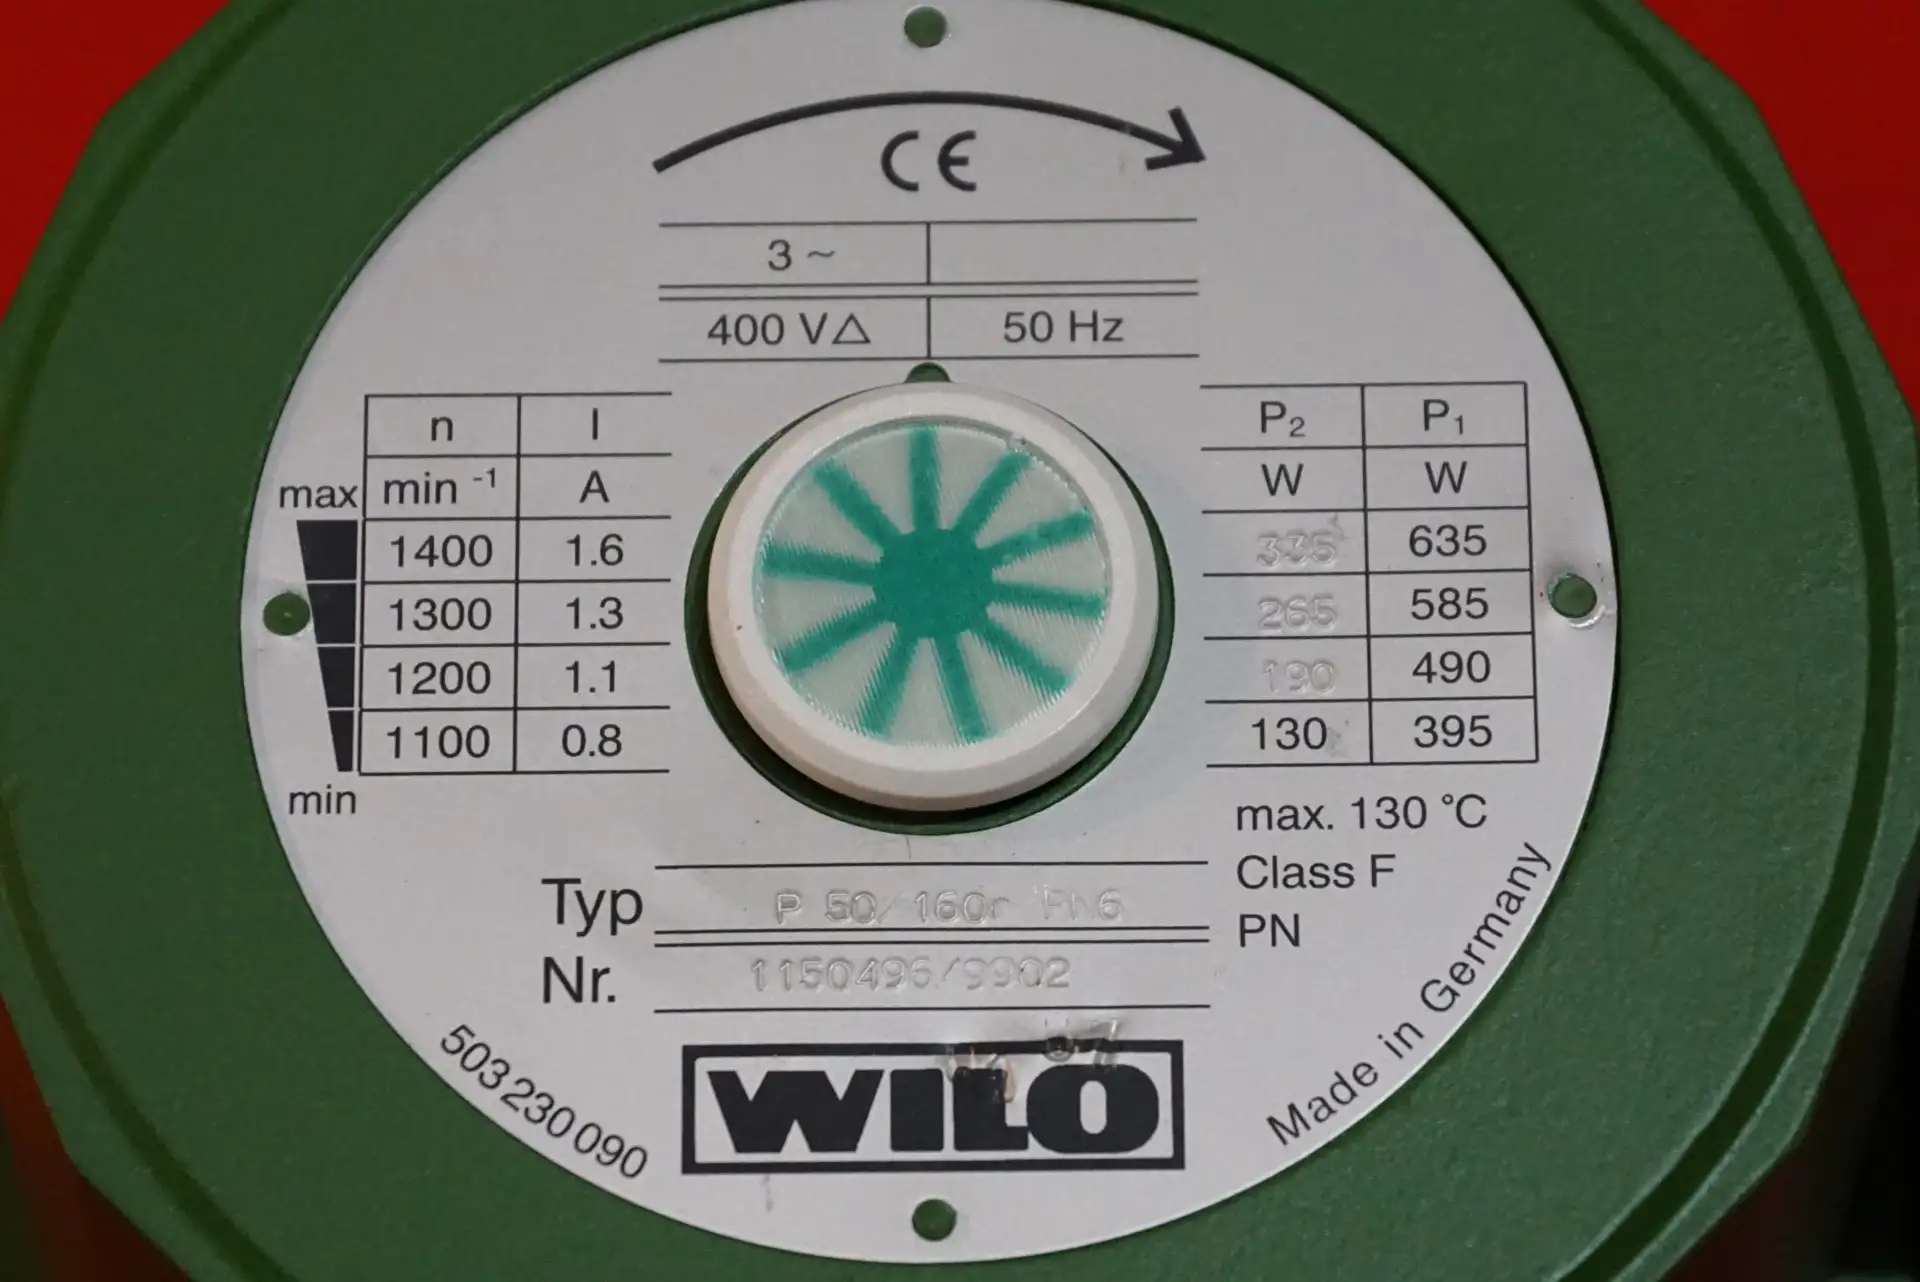 CE
3 ~
400 V△ 50 Hz
n I P₂ P₁
max min ⁻¹ A W W
1400 1.6 335 635
1300 1.3 265 585
1200 1.1 190 490
1100 0.8 130 395
min
max. 130 °C
Class F
Typ P 50/160r PN6
PN
Nr. 1150496/9902
WILO
503 230 090
Made in Germany